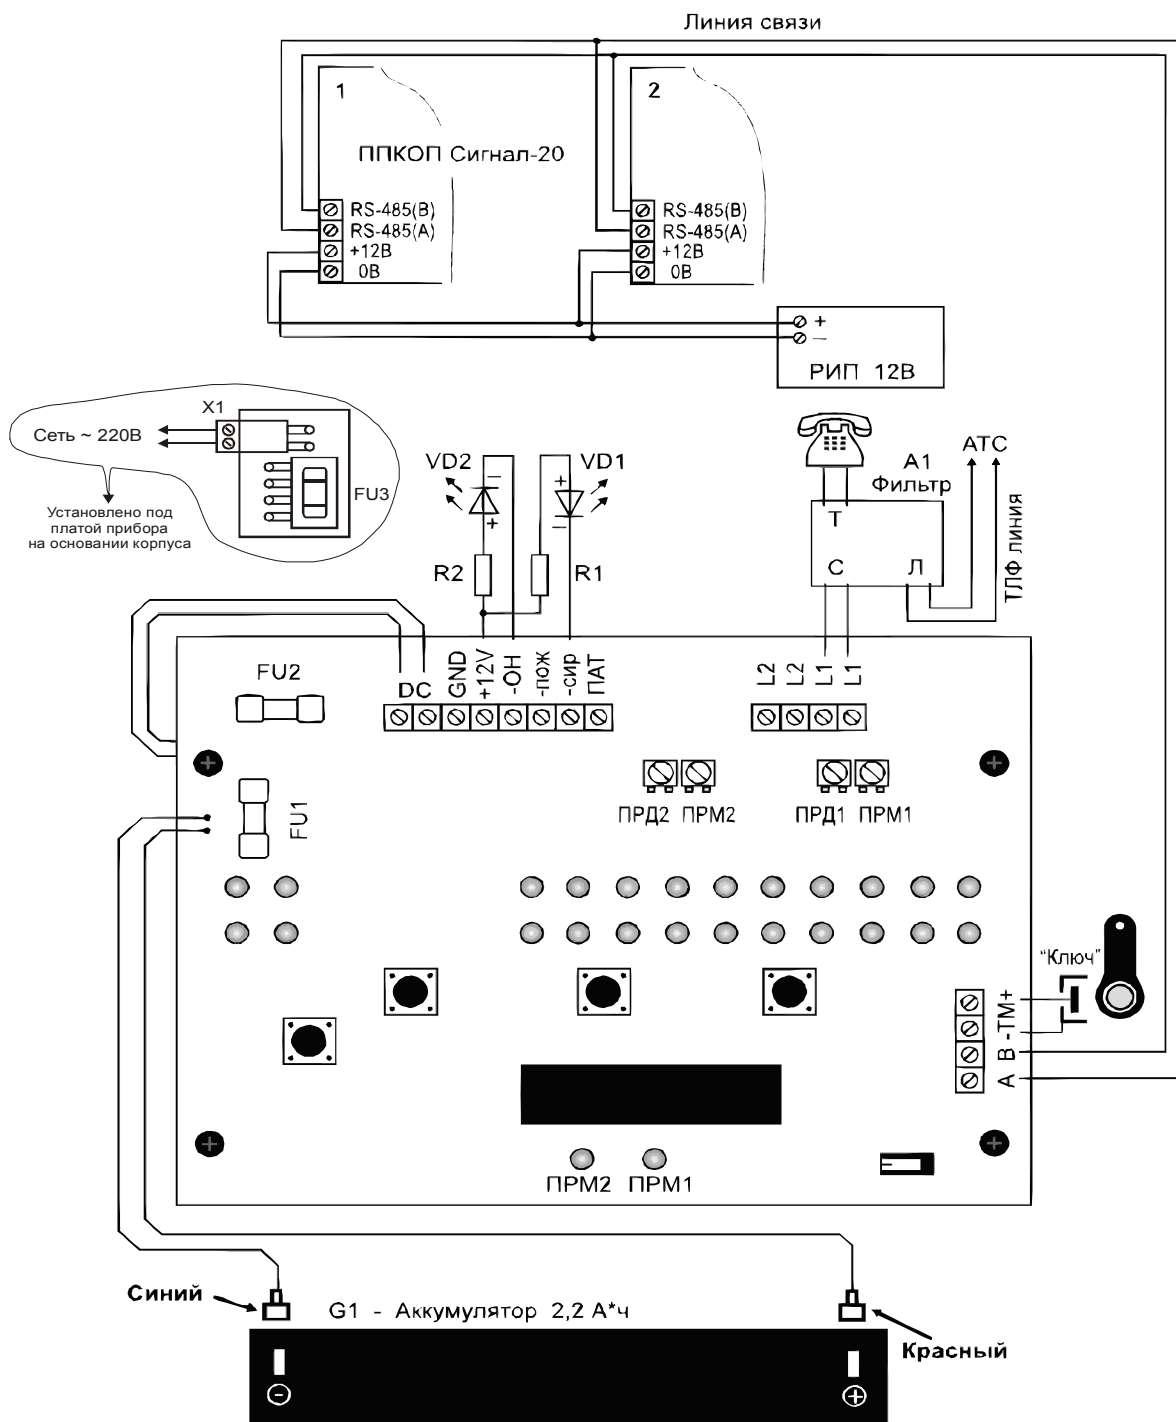 Линия связи
1
2
ППКОП Сигнал-20
RS-485(B)
RS-485(A)
+12В
0В
RS-485(B)
RS-485(A)
+12В
0В
+
–
РИП 12В
X1
Сеть ~ 220В
FU3
Установлено под
платой прибора
на основании корпуса
VD2
–
+
R2
VD1
+
–
R1
А1
Фильтр
АТС
Т
С
Л
ТЛФ линия
FU2
DC
GND
+12V
-ОН
-пож
-сир
ПАТ
L2
L2
L1
L1
FU1
ПРД2
ПРМ2
ПРД1
ПРМ1
"Ключ"
-TM+
B
A
ПРМ2
ПРМ1
Синий
G1 - Аккумулятор 2,2 А*ч
Красный
-
+